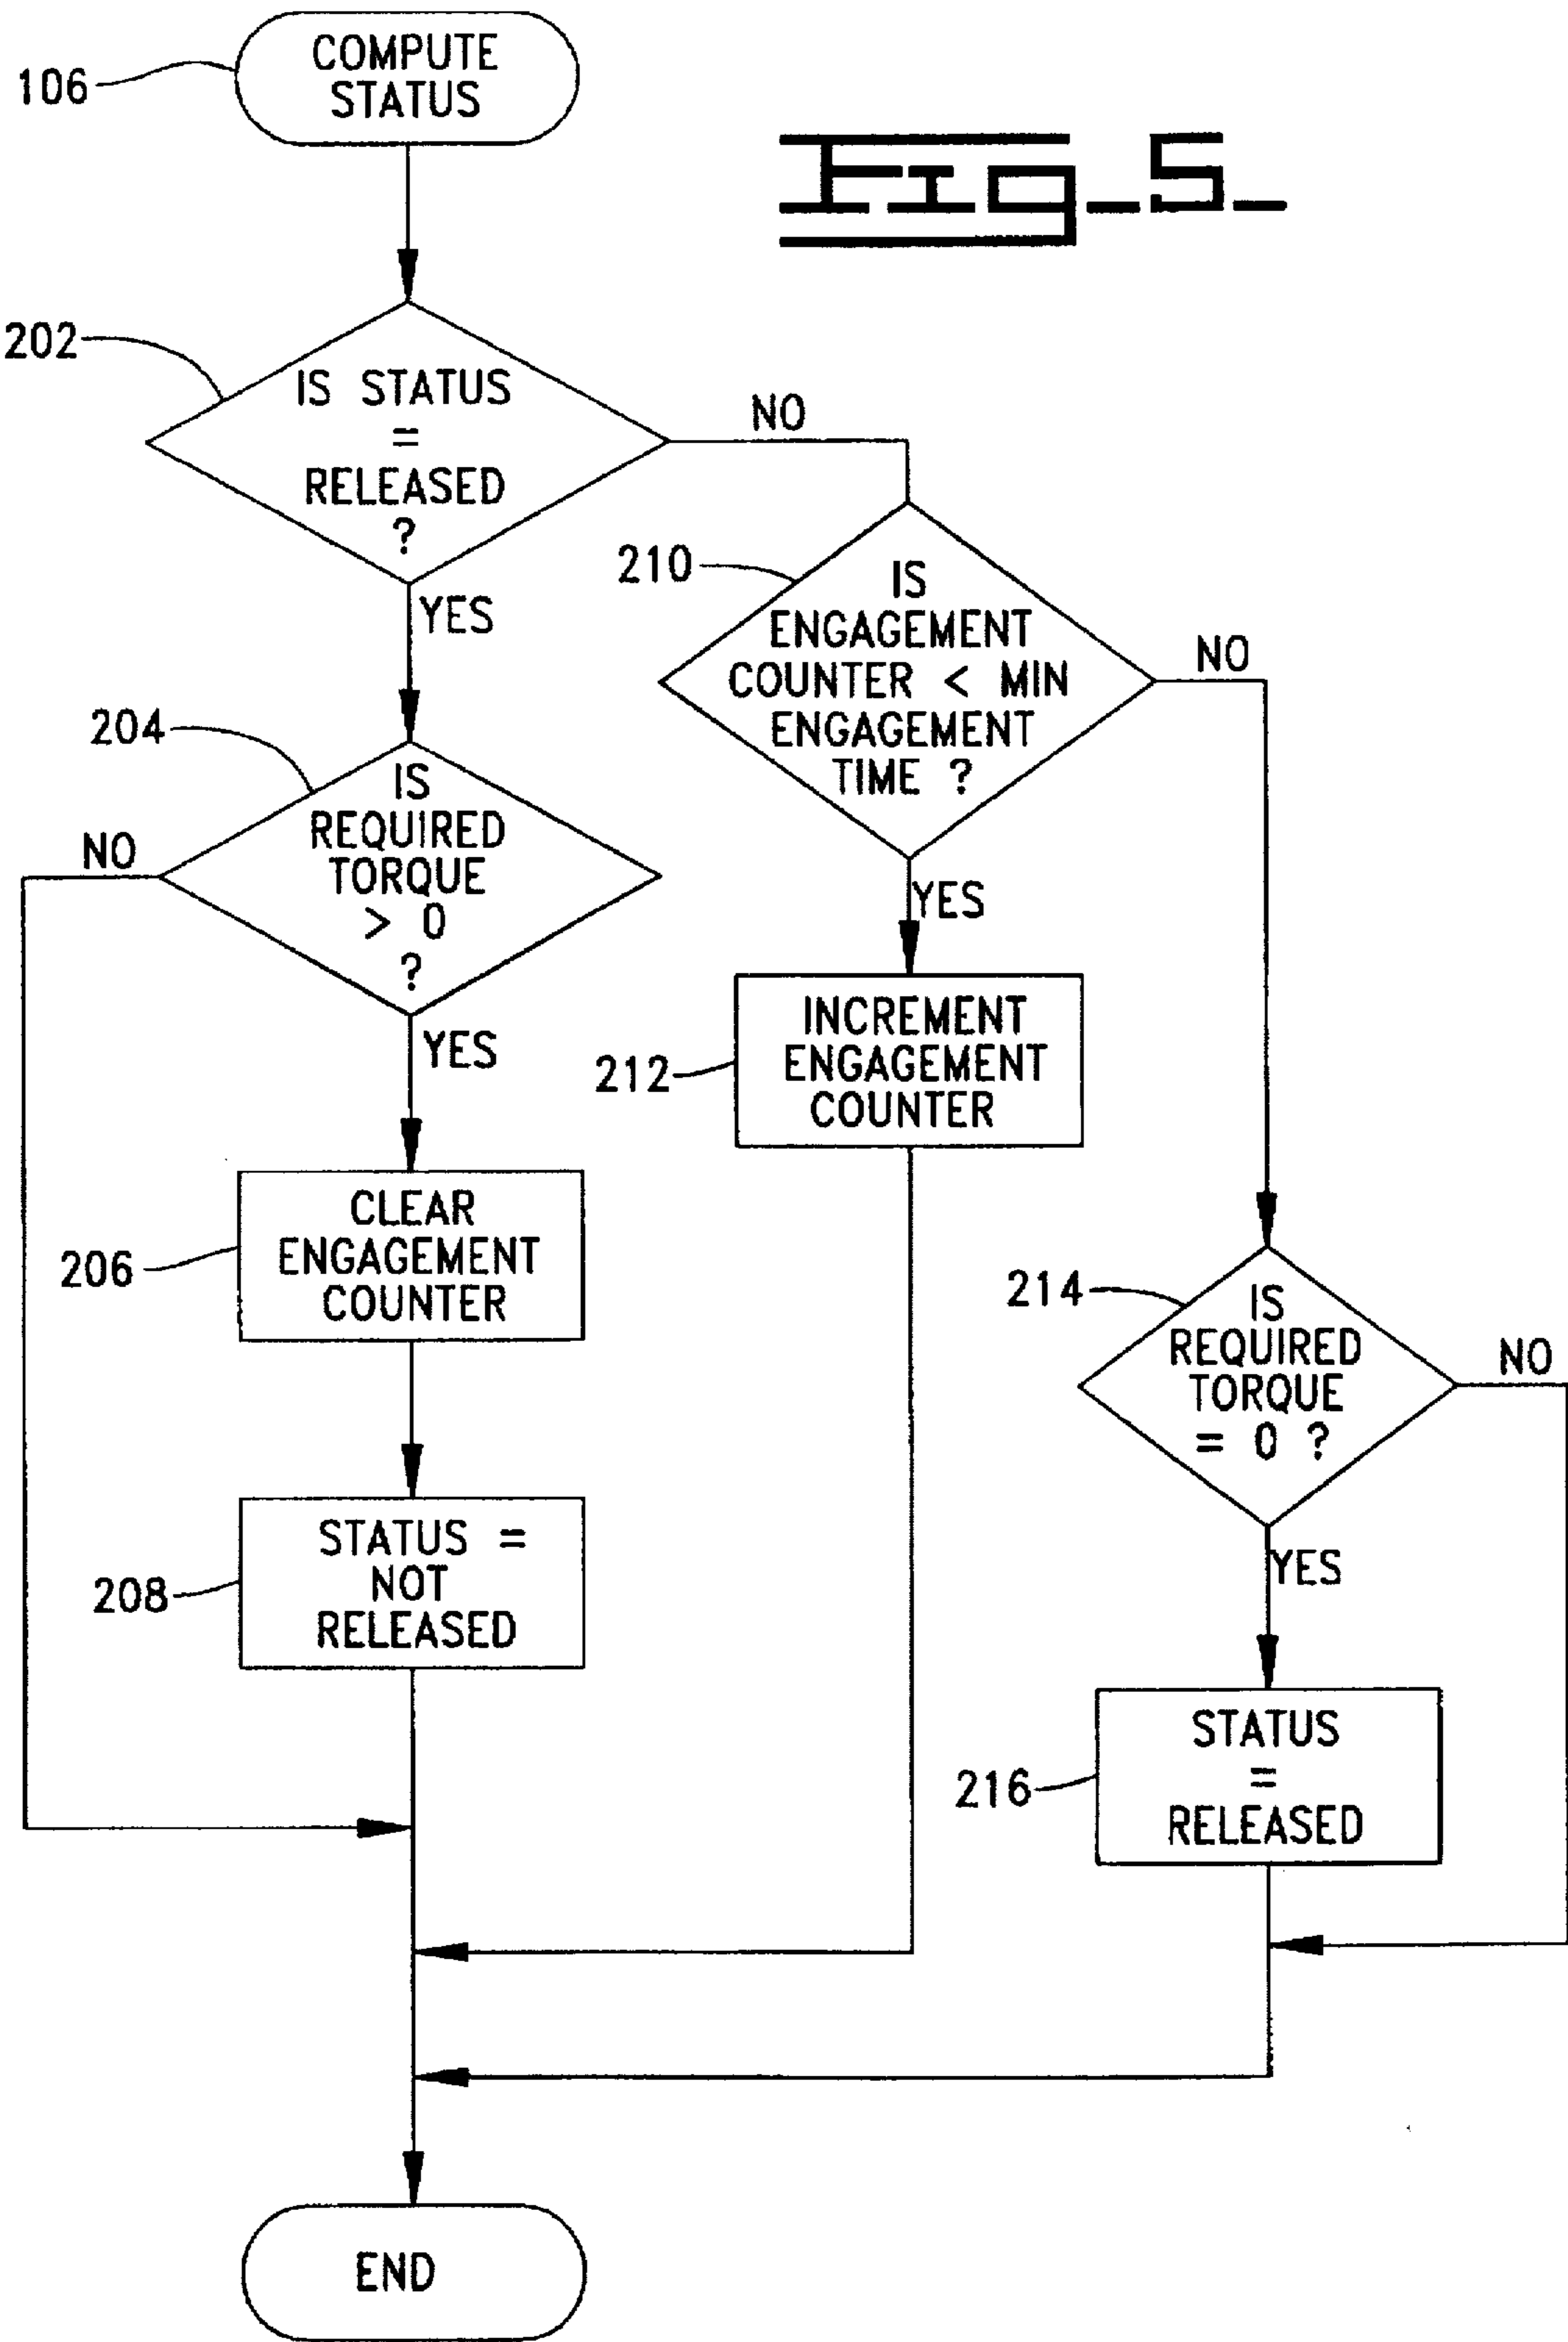 COMPUTE
STATUS
106
Fig_5_
202
IS STATUS
=
RELEASED
?
NO
YES
210
IS
ENGAGEMENT
COUNTER < MIN
ENGAGEMENT
TIME ?
NO
YES
204
IS
REQUIRED
TORQUE
> 0
?
NO
YES
212
INCREMENT
ENGAGEMENT
COUNTER
206
CLEAR
ENGAGEMENT
COUNTER
214
IS
REQUIRED
TORQUE
= 0 ?
NO
YES
208
STATUS =
NOT
RELEASED
216
STATUS
=
RELEASED
END